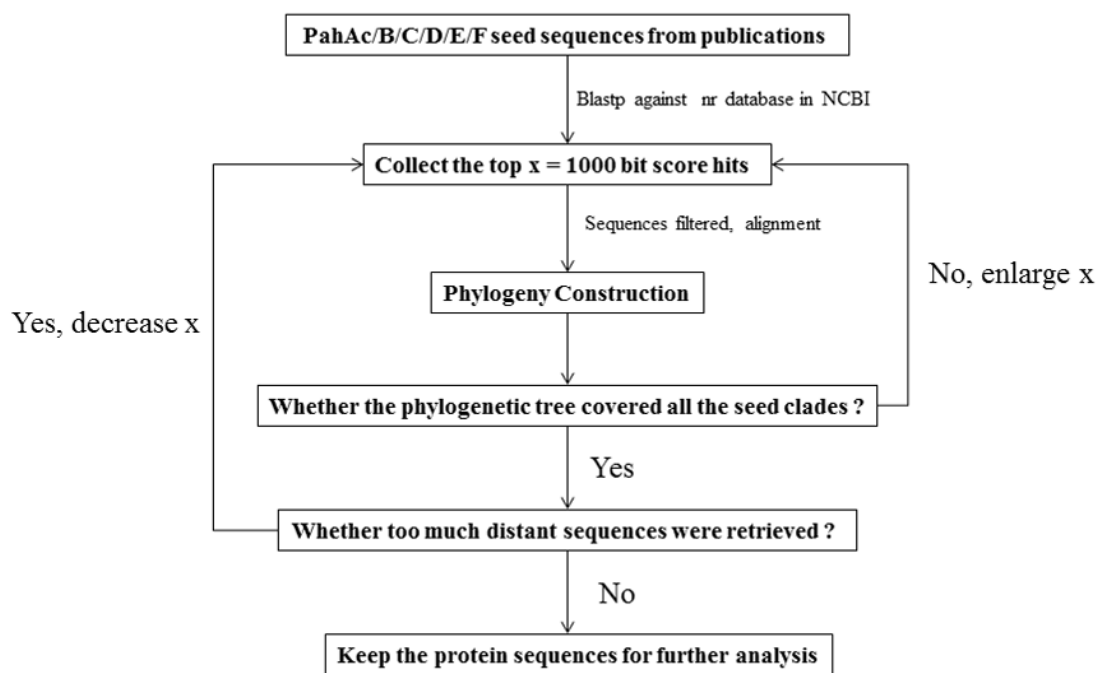 PahAc/B/C/D/E/F seed sequences from publications
Blastp against nr database in NCBI
Collect the top x = 1000 bit score hits
Sequences filtered, alignment
No, enlarge x
Phylogeny Construction
Yes, decrease x
Whether the phylogenetic tree covered all the seed clades ?
Yes
Whether too much distant sequences were retrieved ?
No
Keep the protein sequences for further analysis